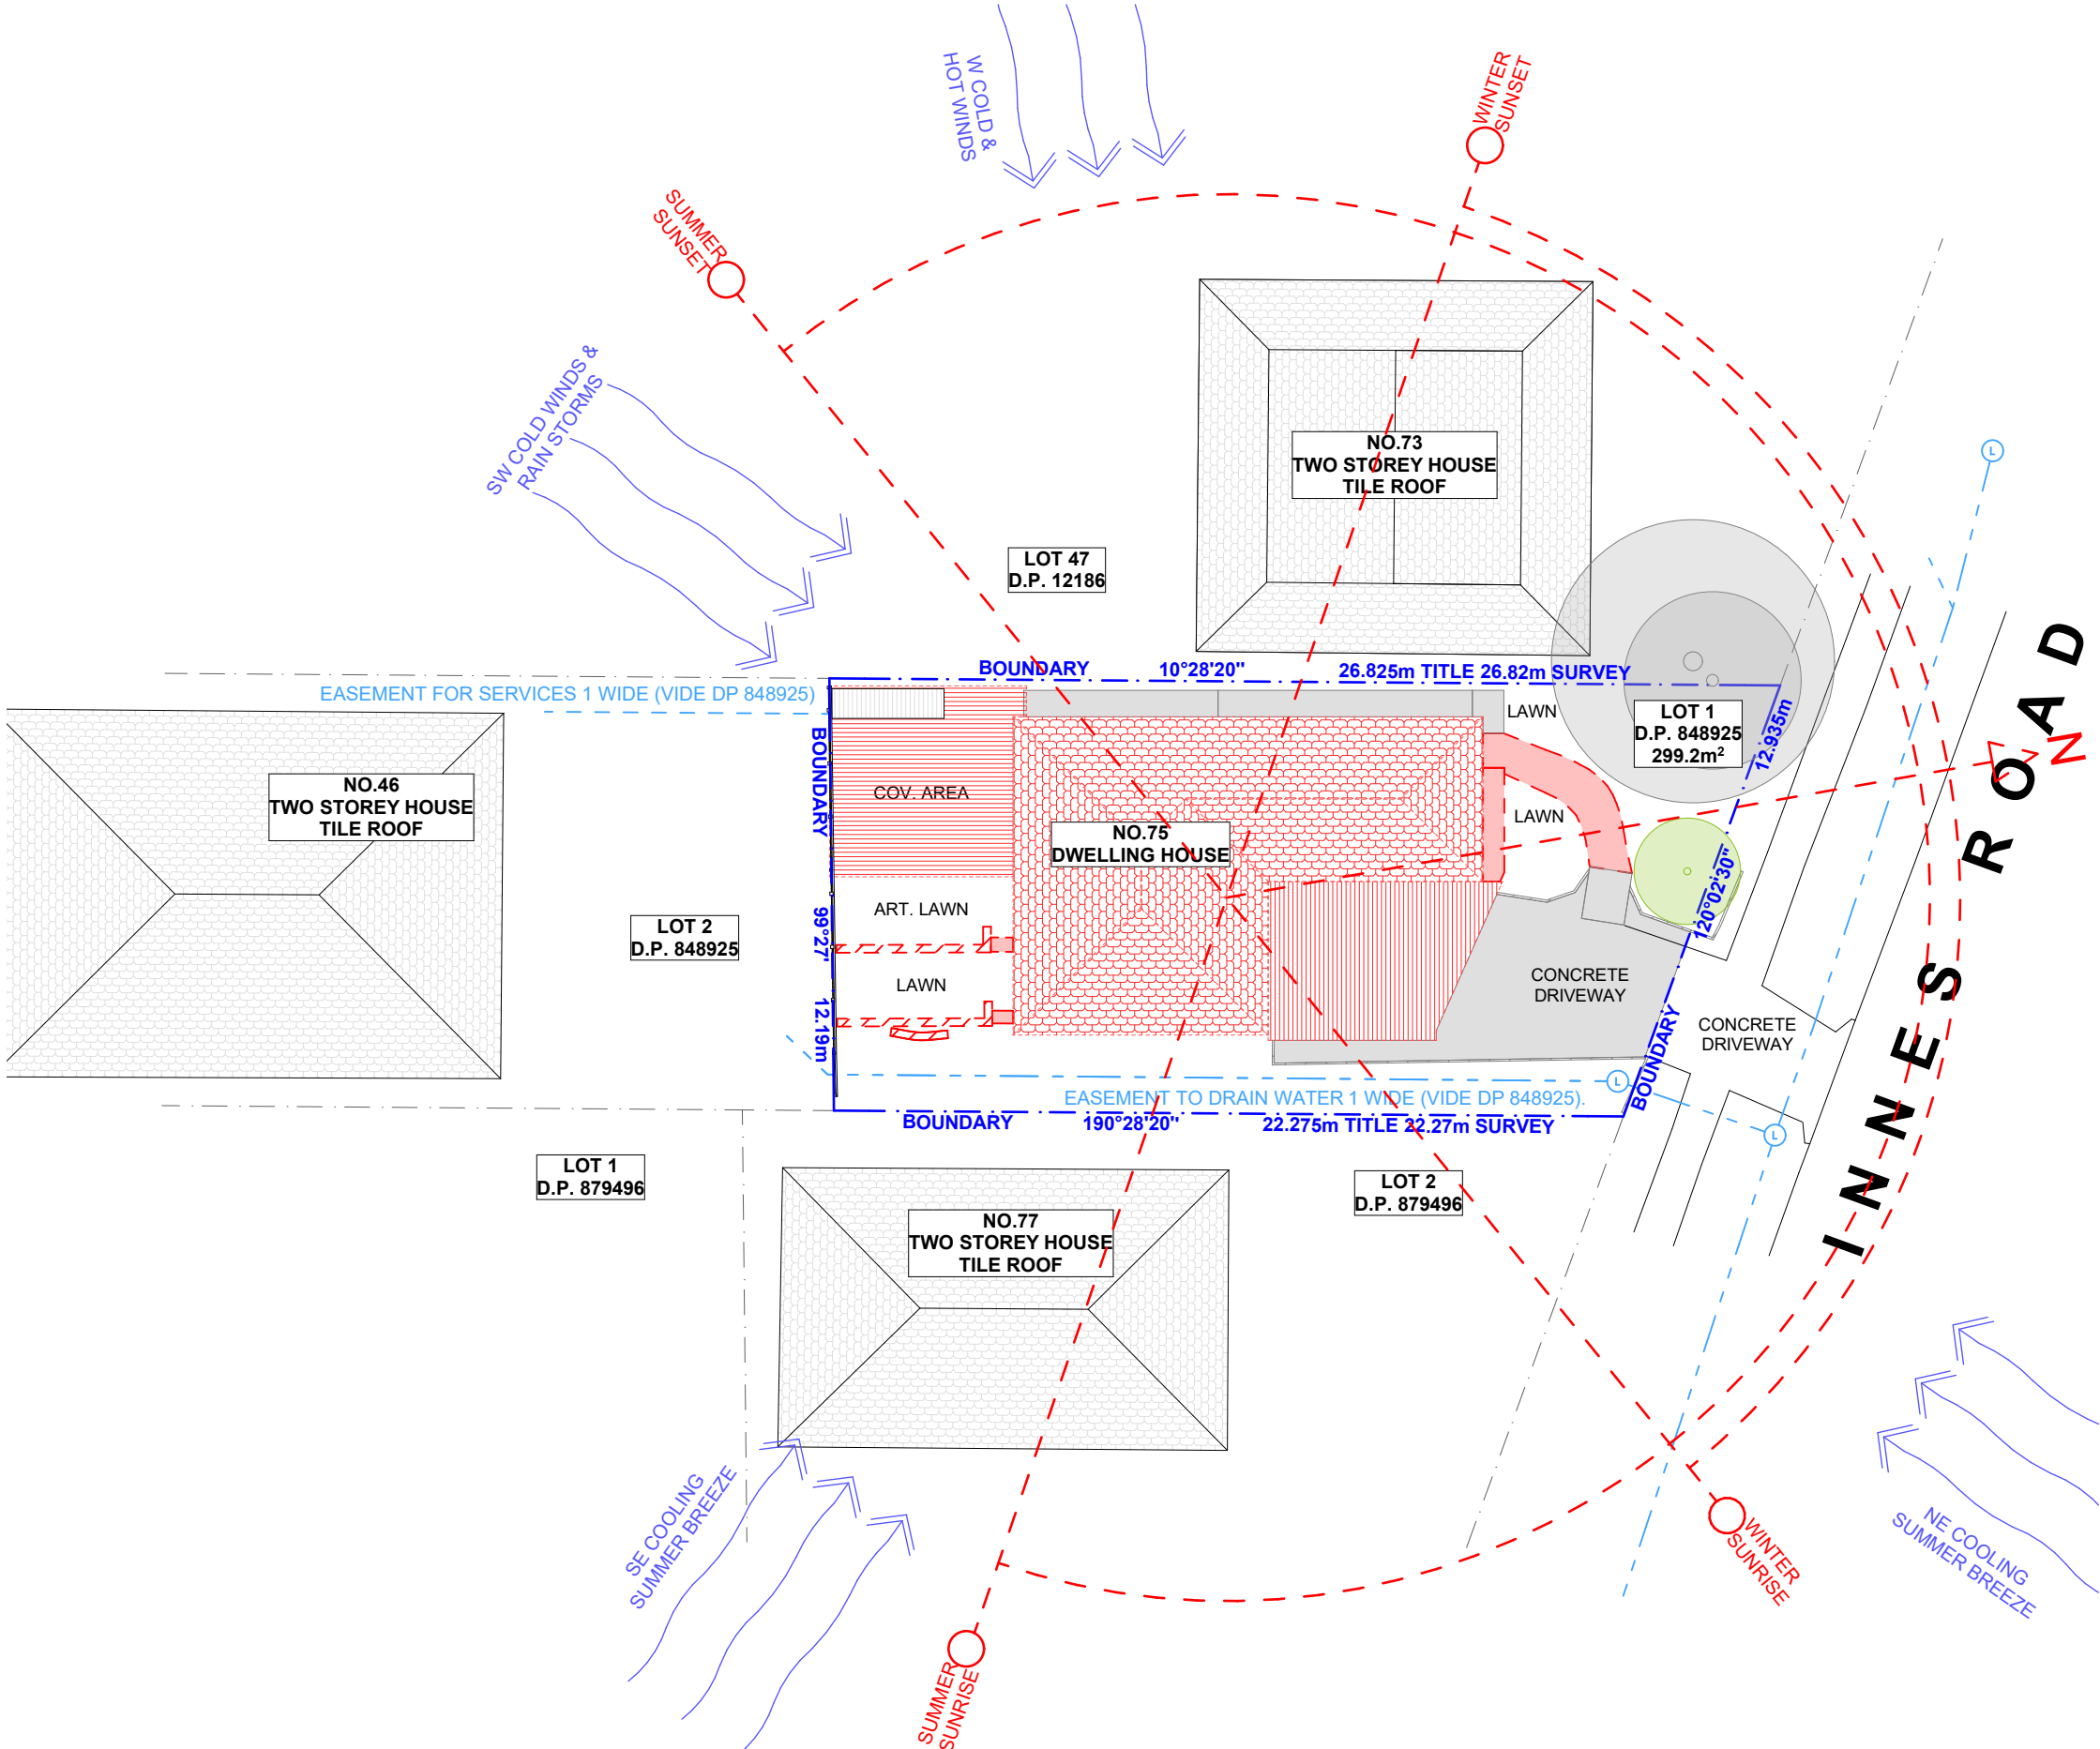 W COLD &
HOT WINDS
WINTER
SUNSET
SUMMER
SUNSET
SW COLD WINDS &
RAIN STORMS
NO.73
TWO STOREY HOUSE
TILE ROOF
L
LOT 47
D.P. 12186
BOUNDARY 10°28'20" 26.825m TITLE 26.82m SURVEY
EASEMENT FOR SERVICES 1 WIDE (VIDE DP 848925)
LAWN
LOT 1
D.P. 848925
299.2m²
12.935m
INNES ROAD
N
BOUNDARY
99°27'
12.19m
NO.46
TWO STOREY HOUSE
TILE ROOF
COV. AREA
NO.75
DWELLING HOUSE
LAWN
120°02'30"
BOUNDARY
ART. LAWN
LOT 2
D.P. 848925
LAWN
CONCRETE
DRIVEWAY
CONCRETE
DRIVEWAY
L
EASEMENT TO DRAIN WATER 1 WIDE (VIDE DP 848925).
BOUNDARY 190°28'20" 22.275m TITLE 22.27m SURVEY
L
LOT 1
D.P. 879496
LOT 2
D.P. 879496
NO.77
TWO STOREY HOUSE
TILE ROOF
SE COOLING
SUMMER BREEZE
WINTER
SUNRISE
NE COOLING
SUMMER BREEZE
SUMMER
SUNRISE